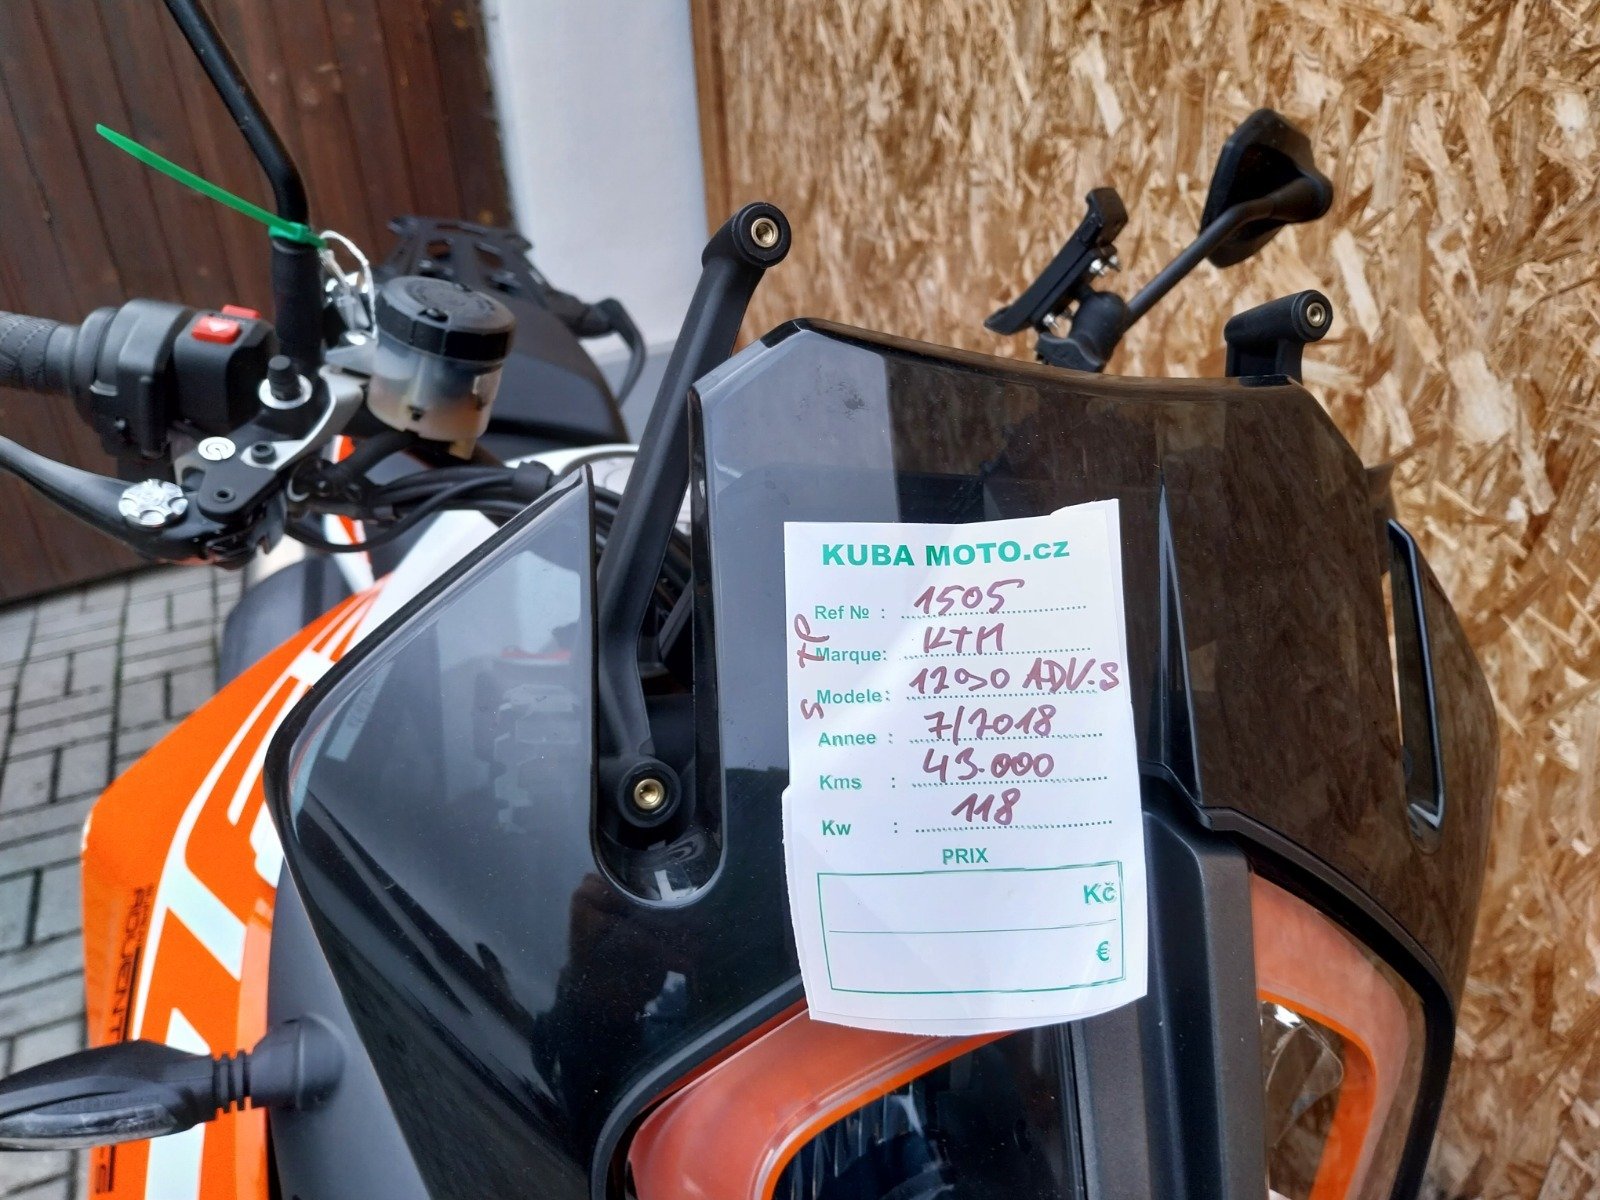 KUBA MOTO.cz
Ref № : 1505
Marque: KTM
Modele: 1290 ADV.S
Annee : 7/2018
Kms : 43.000
Kw : 118
PRIX
Kč
€
S TP